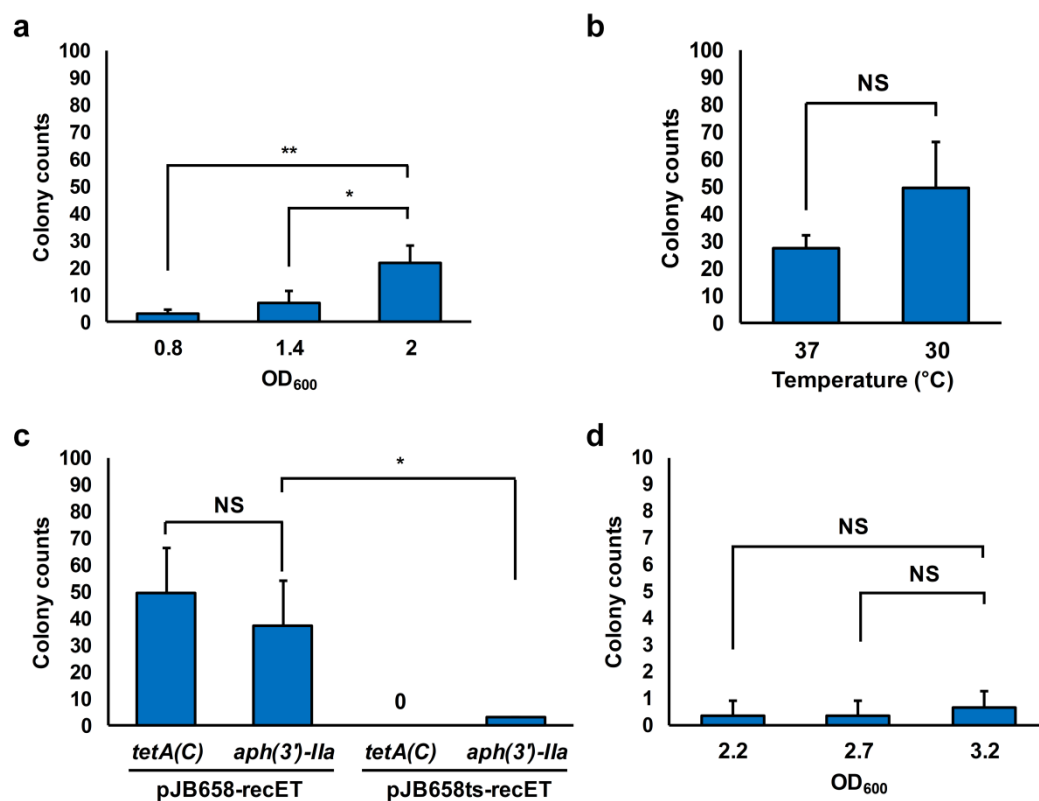 a
100
90
80
70
60
50
40
30
20
10
0
Colony counts
**
*
0.8 1.4 2
OD600
b
100
90
80
70
60
50
40
30
20
10
0
Colony counts
NS
37 30
Temperature (°C)
c
100
90
80
70
60
50
40
30
20
10
0
Colony counts
*
NS
0
tetA(C) aph(3')-IIa tetA(C) aph(3')-IIa
pJB658-recET pJB658ts-recET
d
10
9
8
7
6
5
4
3
2
1
0
Colony counts
NS
NS
2.2 2.7 3.2
OD600